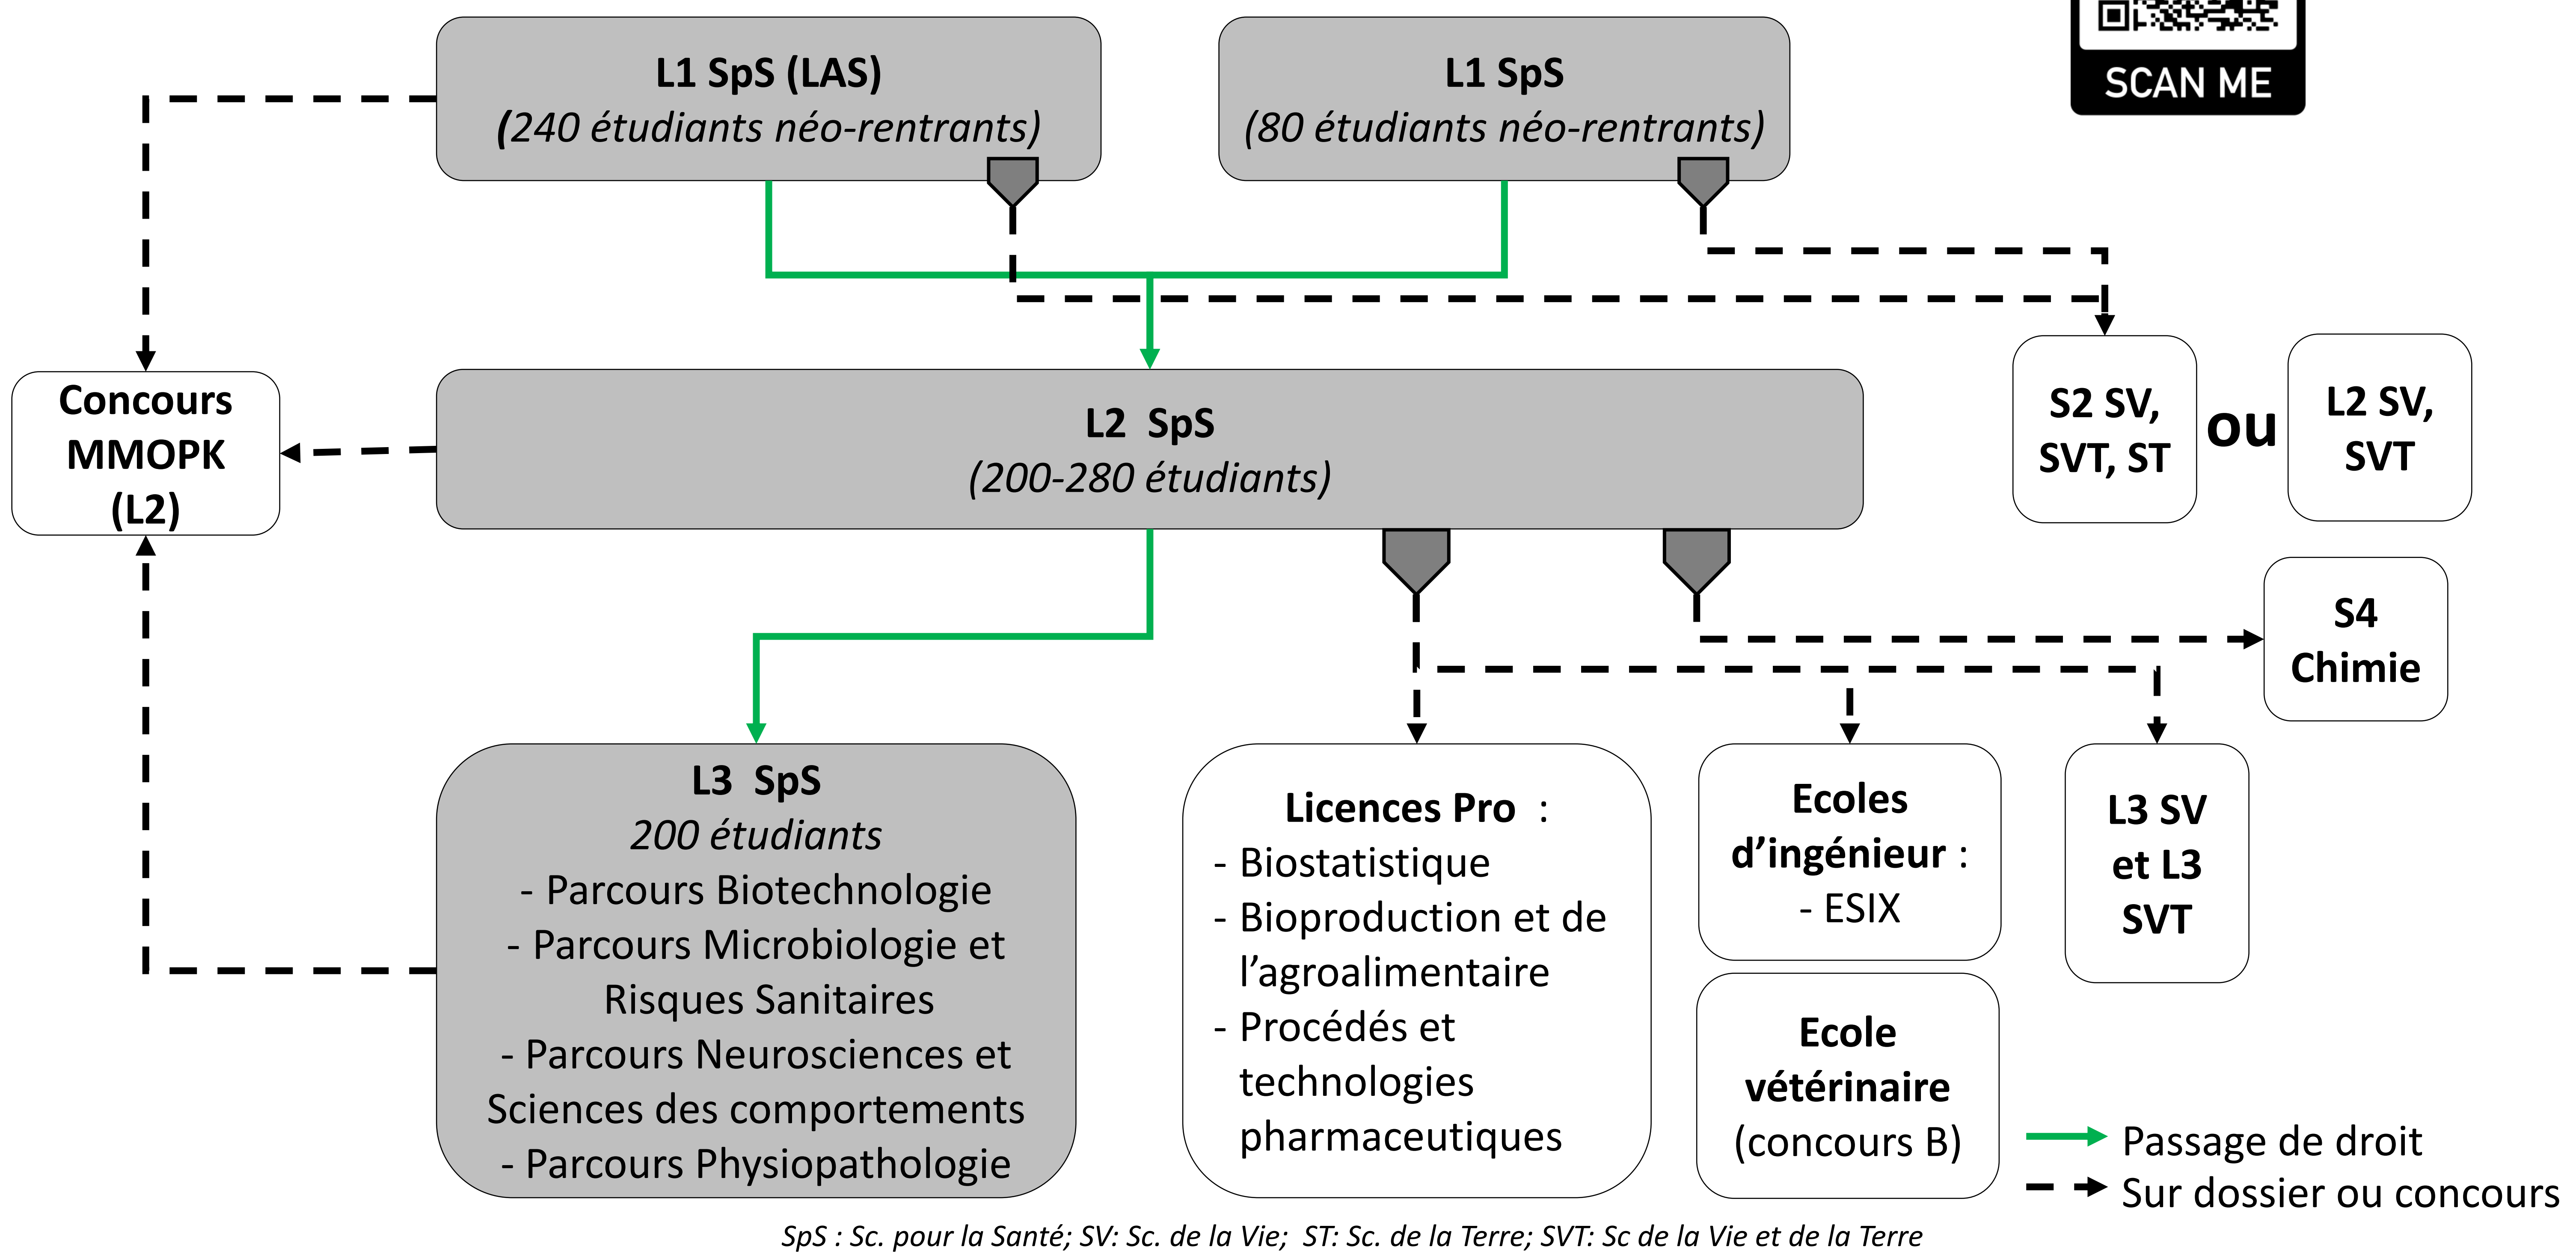 L1 SpS (LAS)
(240 étudiants néo-rentrants)
L1 SpS
(80 étudiants néo-rentrants)
SCAN ME
Concours
MMOPK
(L2)
L2 SpS
(200-280 étudiants)
S2 SV,
SVT, ST
ou
L2 SV,
SVT
S4
Chimie
L3 SpS
200 étudiants
- Parcours Biotechnologie
- Parcours Microbiologie et
Risques Sanitaires
- Parcours Neurosciences et
Sciences des comportements
- Parcours Physiopathologie
Licences Pro :
- Biostatistique
- Bioproduction et de
l’agroalimentaire
- Procédés et
technologies
pharmaceutiques
Ecoles
d’ingénieur :
- ESIX
Ecole
vétérinaire
(concours B)
L3 SV
et L3
SVT
Passage de droit
Sur dossier ou concours
SpS : Sc. pour la Santé; SV: Sc. de la Vie; ST: Sc. de la Terre; SVT: Sc de la Vie et de la Terre